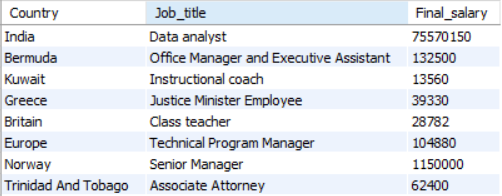 Country Job_title Final_salary
India Data analyst 75570150
Bermuda Office Manager and Executive Assistant 132500
Kuwait Instructional coach 13560
Greece Justice Minister Employee 39330
Britain Class teacher 28782
Europe Technical Program Manager 104880
Norway Senior Manager 1150000
Trinidad And Tobago Associate Attorney 62400